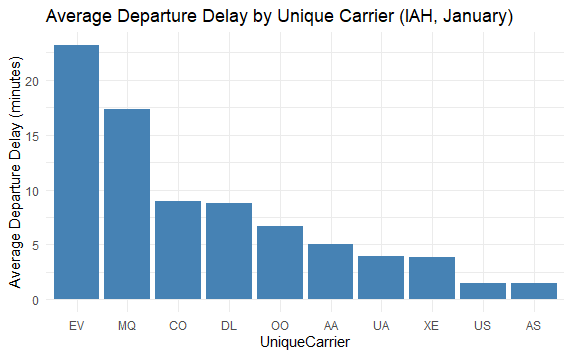 Average Departure Delay by Unique Carrier (IAH, January)
Average Departure Delay (minutes)
20
15
10
5
0
EV MQ CO DL OO AA UA XE US AS
UniqueCarrier